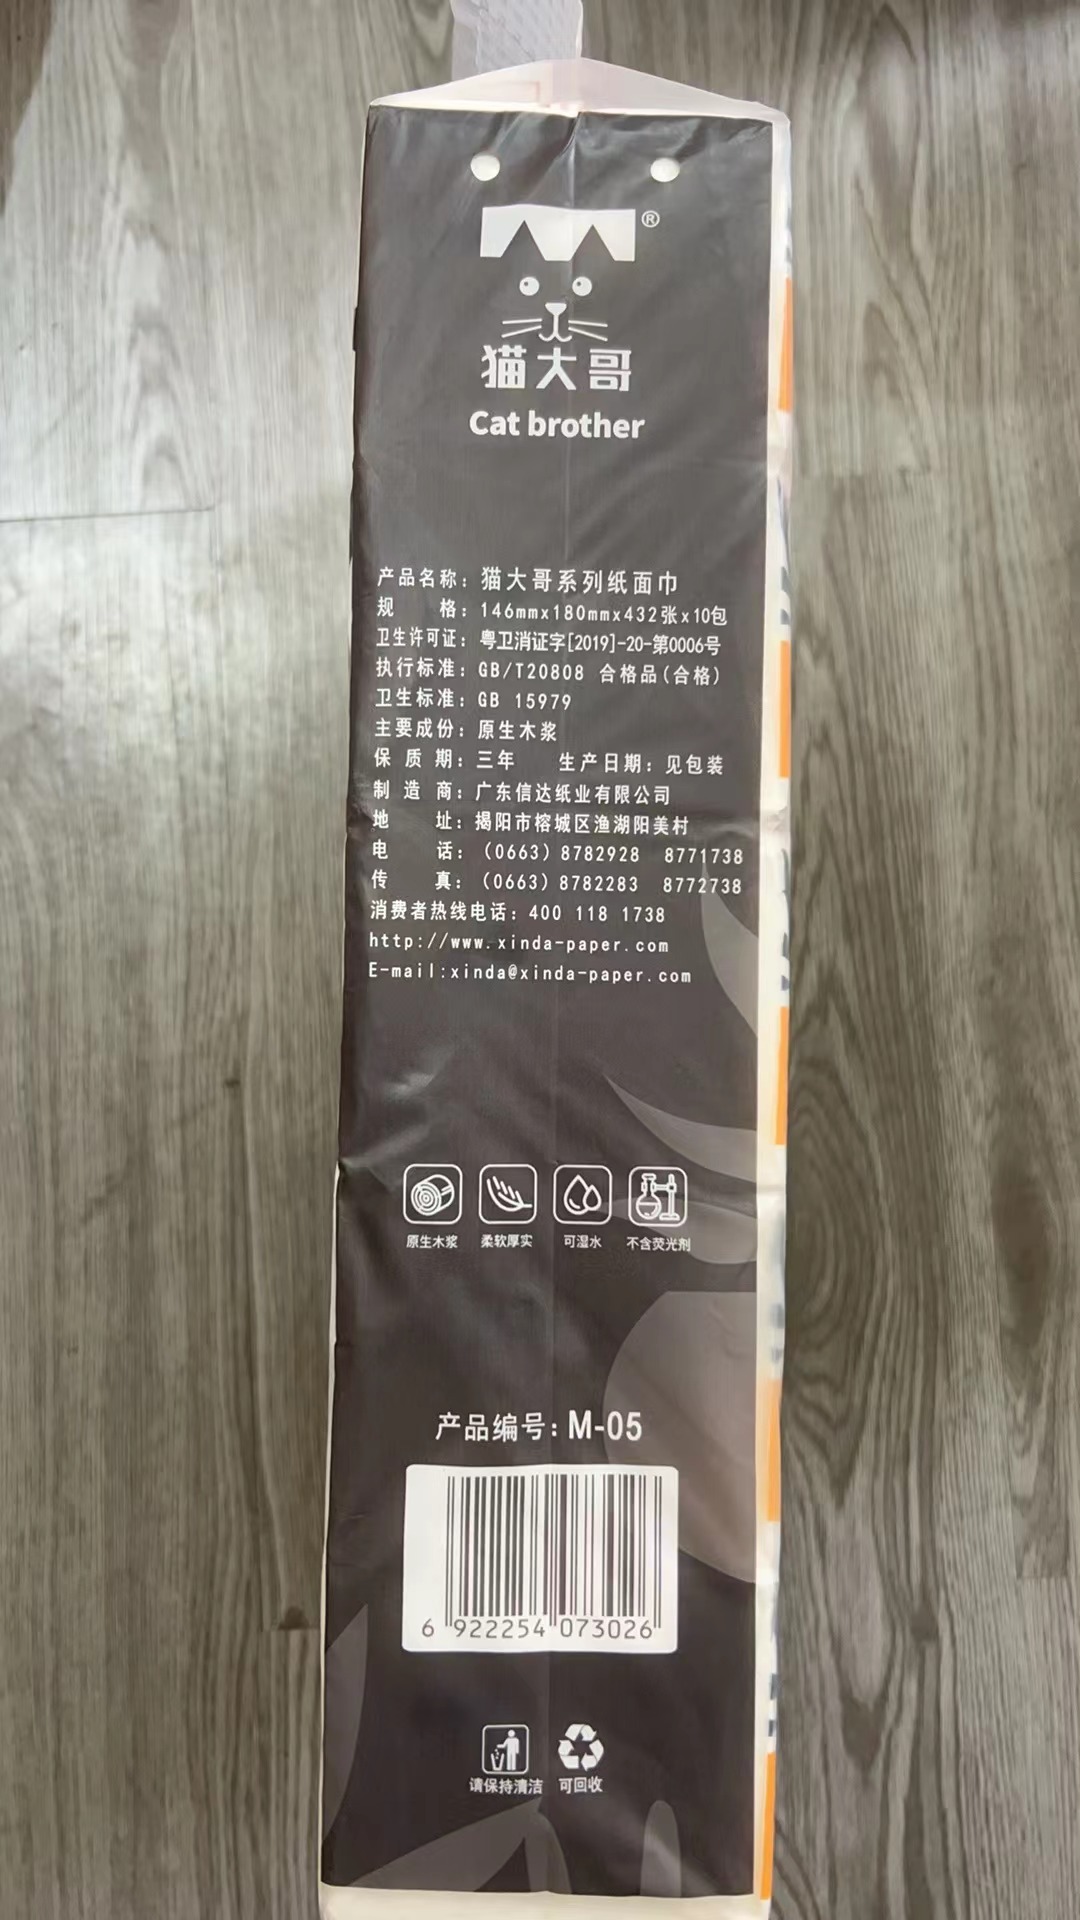 ®
猫大哥
Cat brother
产品名称：猫大哥系列纸面巾
规 格：146mmx180mmx432张x10包
卫生许可证：粤卫消证字[2019]-20-第0006号
执行标准：GB/T20808 合格品(合格)
卫生标准：GB 15979
主要成份：原生木浆
保 质 期：三年 生产日期：见包装
制 造 商：广东信达纸业有限公司
地 址：揭阳市榕城区渔湖阳美村
电 话：(0663)8782928 8771738
传 真：(0663)8782283 8772738
消费者热线电话：400 118 1738
http://www.xinda-paper.com
E-mail:xinda@xinda-paper.com
原生木浆 柔软厚实 可湿水 不含荧光剂
产品编号：M-05
6 922254 073026
请保持清洁 可回收